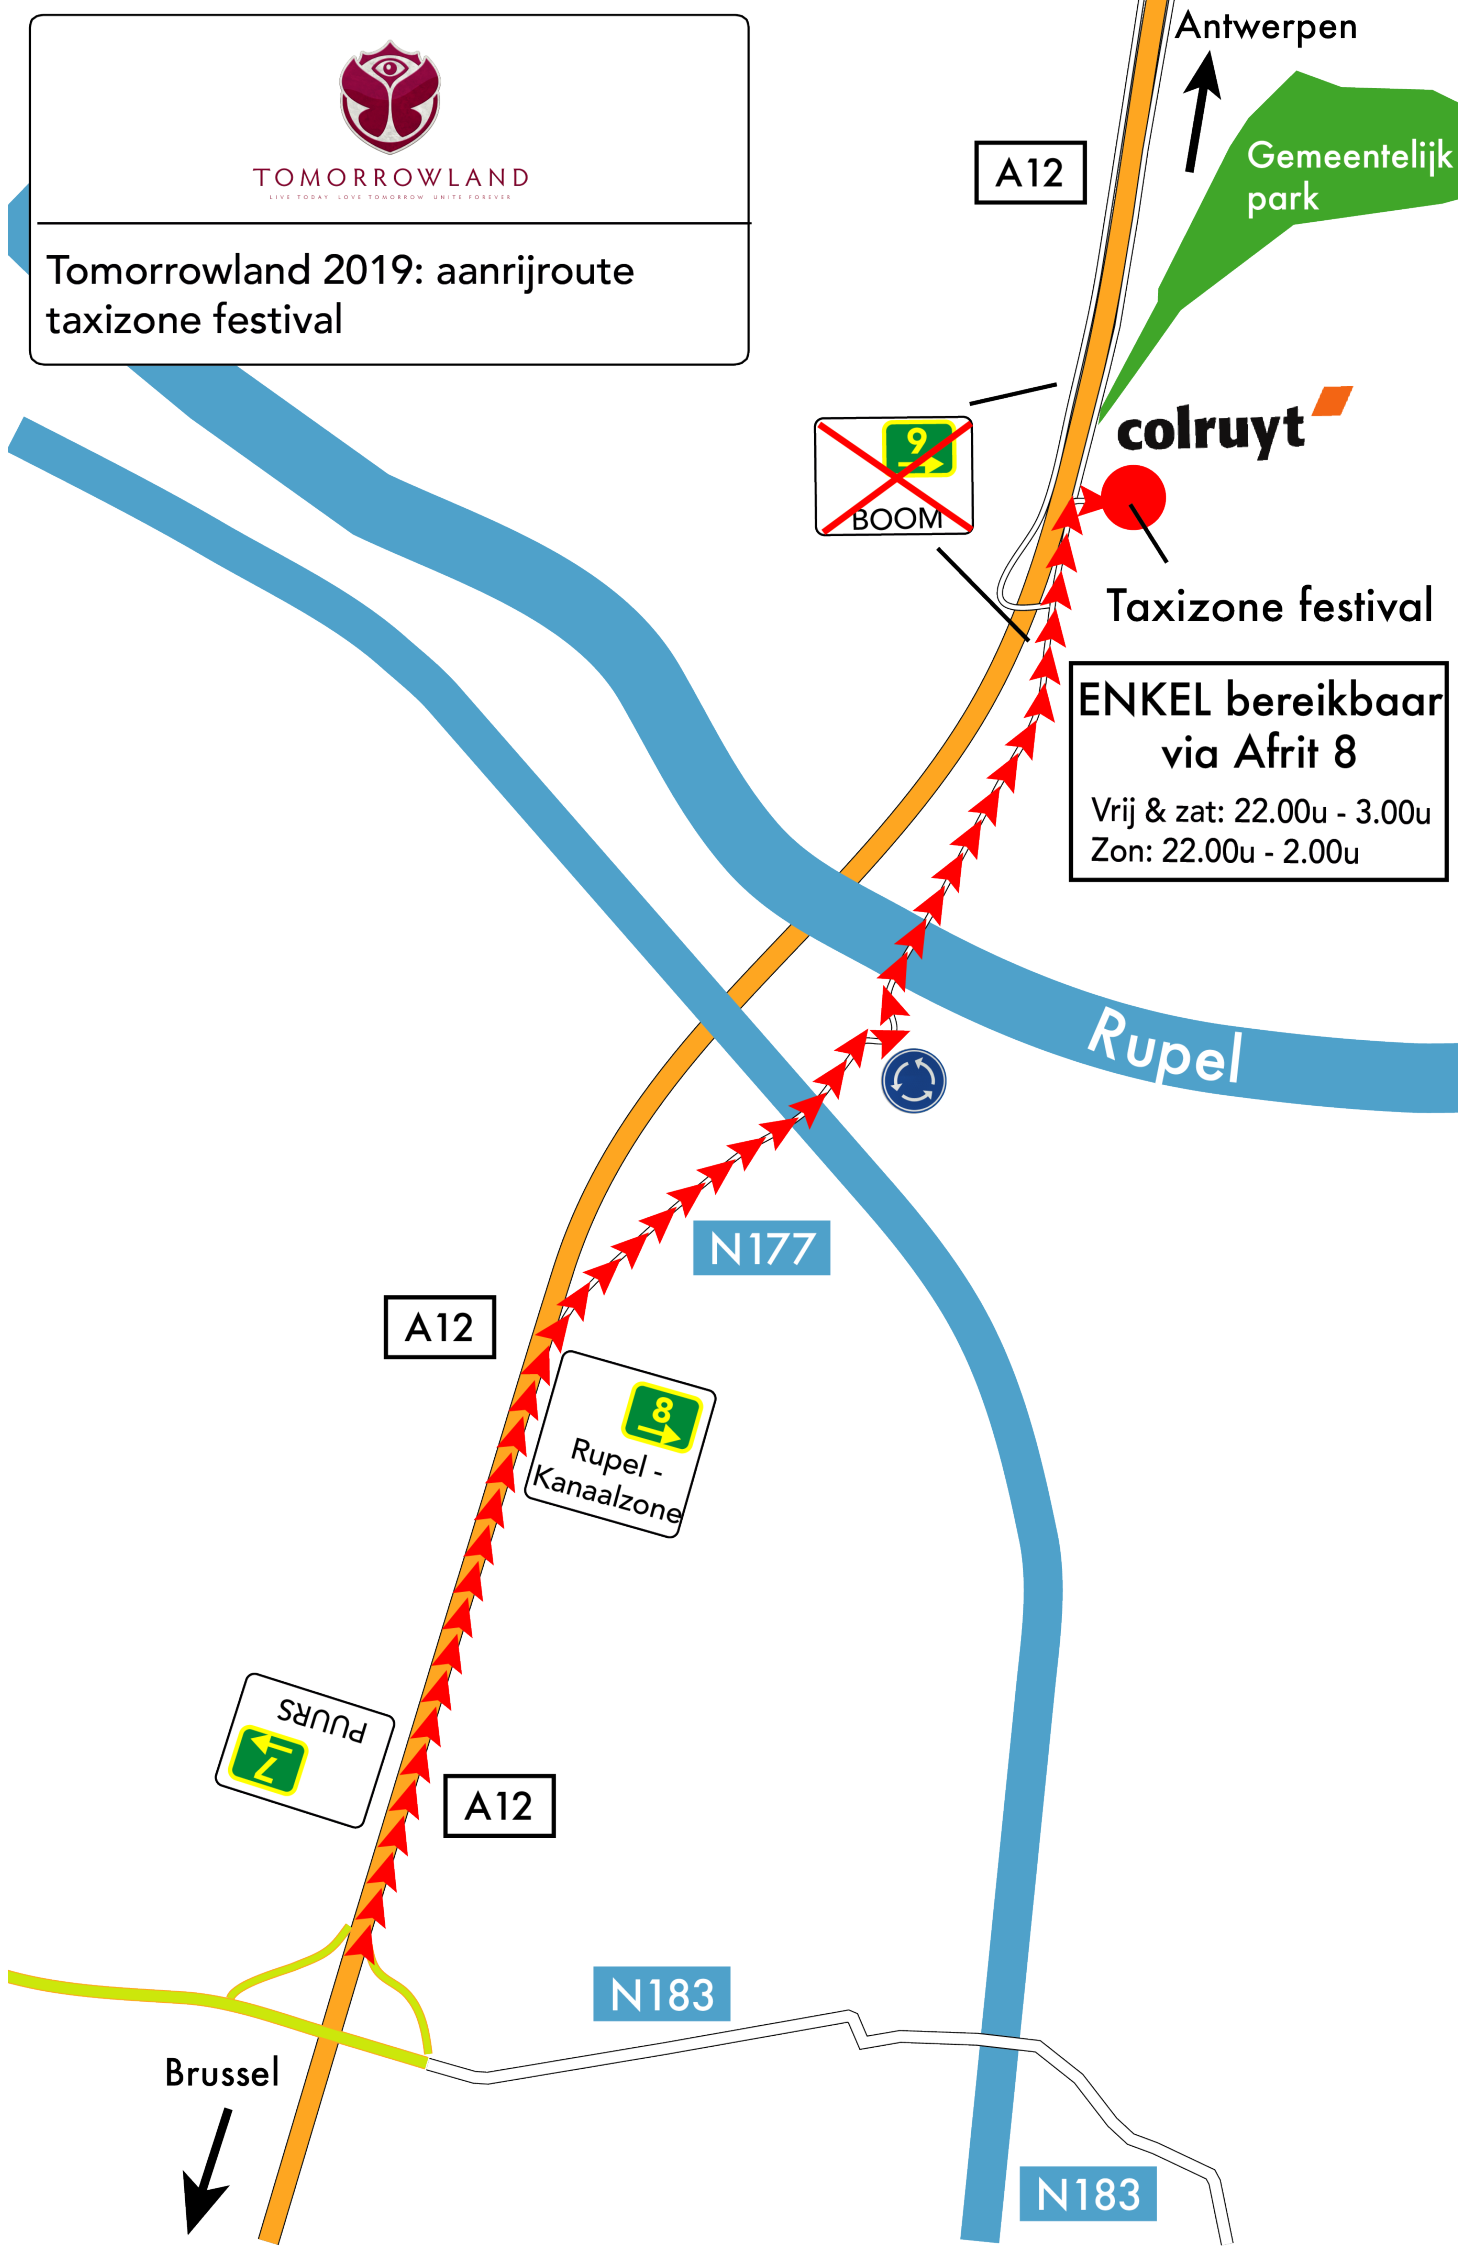 Antwerpen
TOMORROWLAND
LIVE TODAY LOVE TOMORROW UNITE FOREVER
Tomorrowland 2019: aanrijroute
taxizone festival
A12
Gemeentelijk
park
colruyt
9
BOOM
Taxizone festival
ENKEL bereikbaar
via Afrit 8
Vrij & zat: 22.00u - 3.00u
Zon: 22.00u - 2.00u
Rupel
N177
A12
8
Rupel -
Kanaalzone
PUURS
7
A12
N183
Brussel
N183